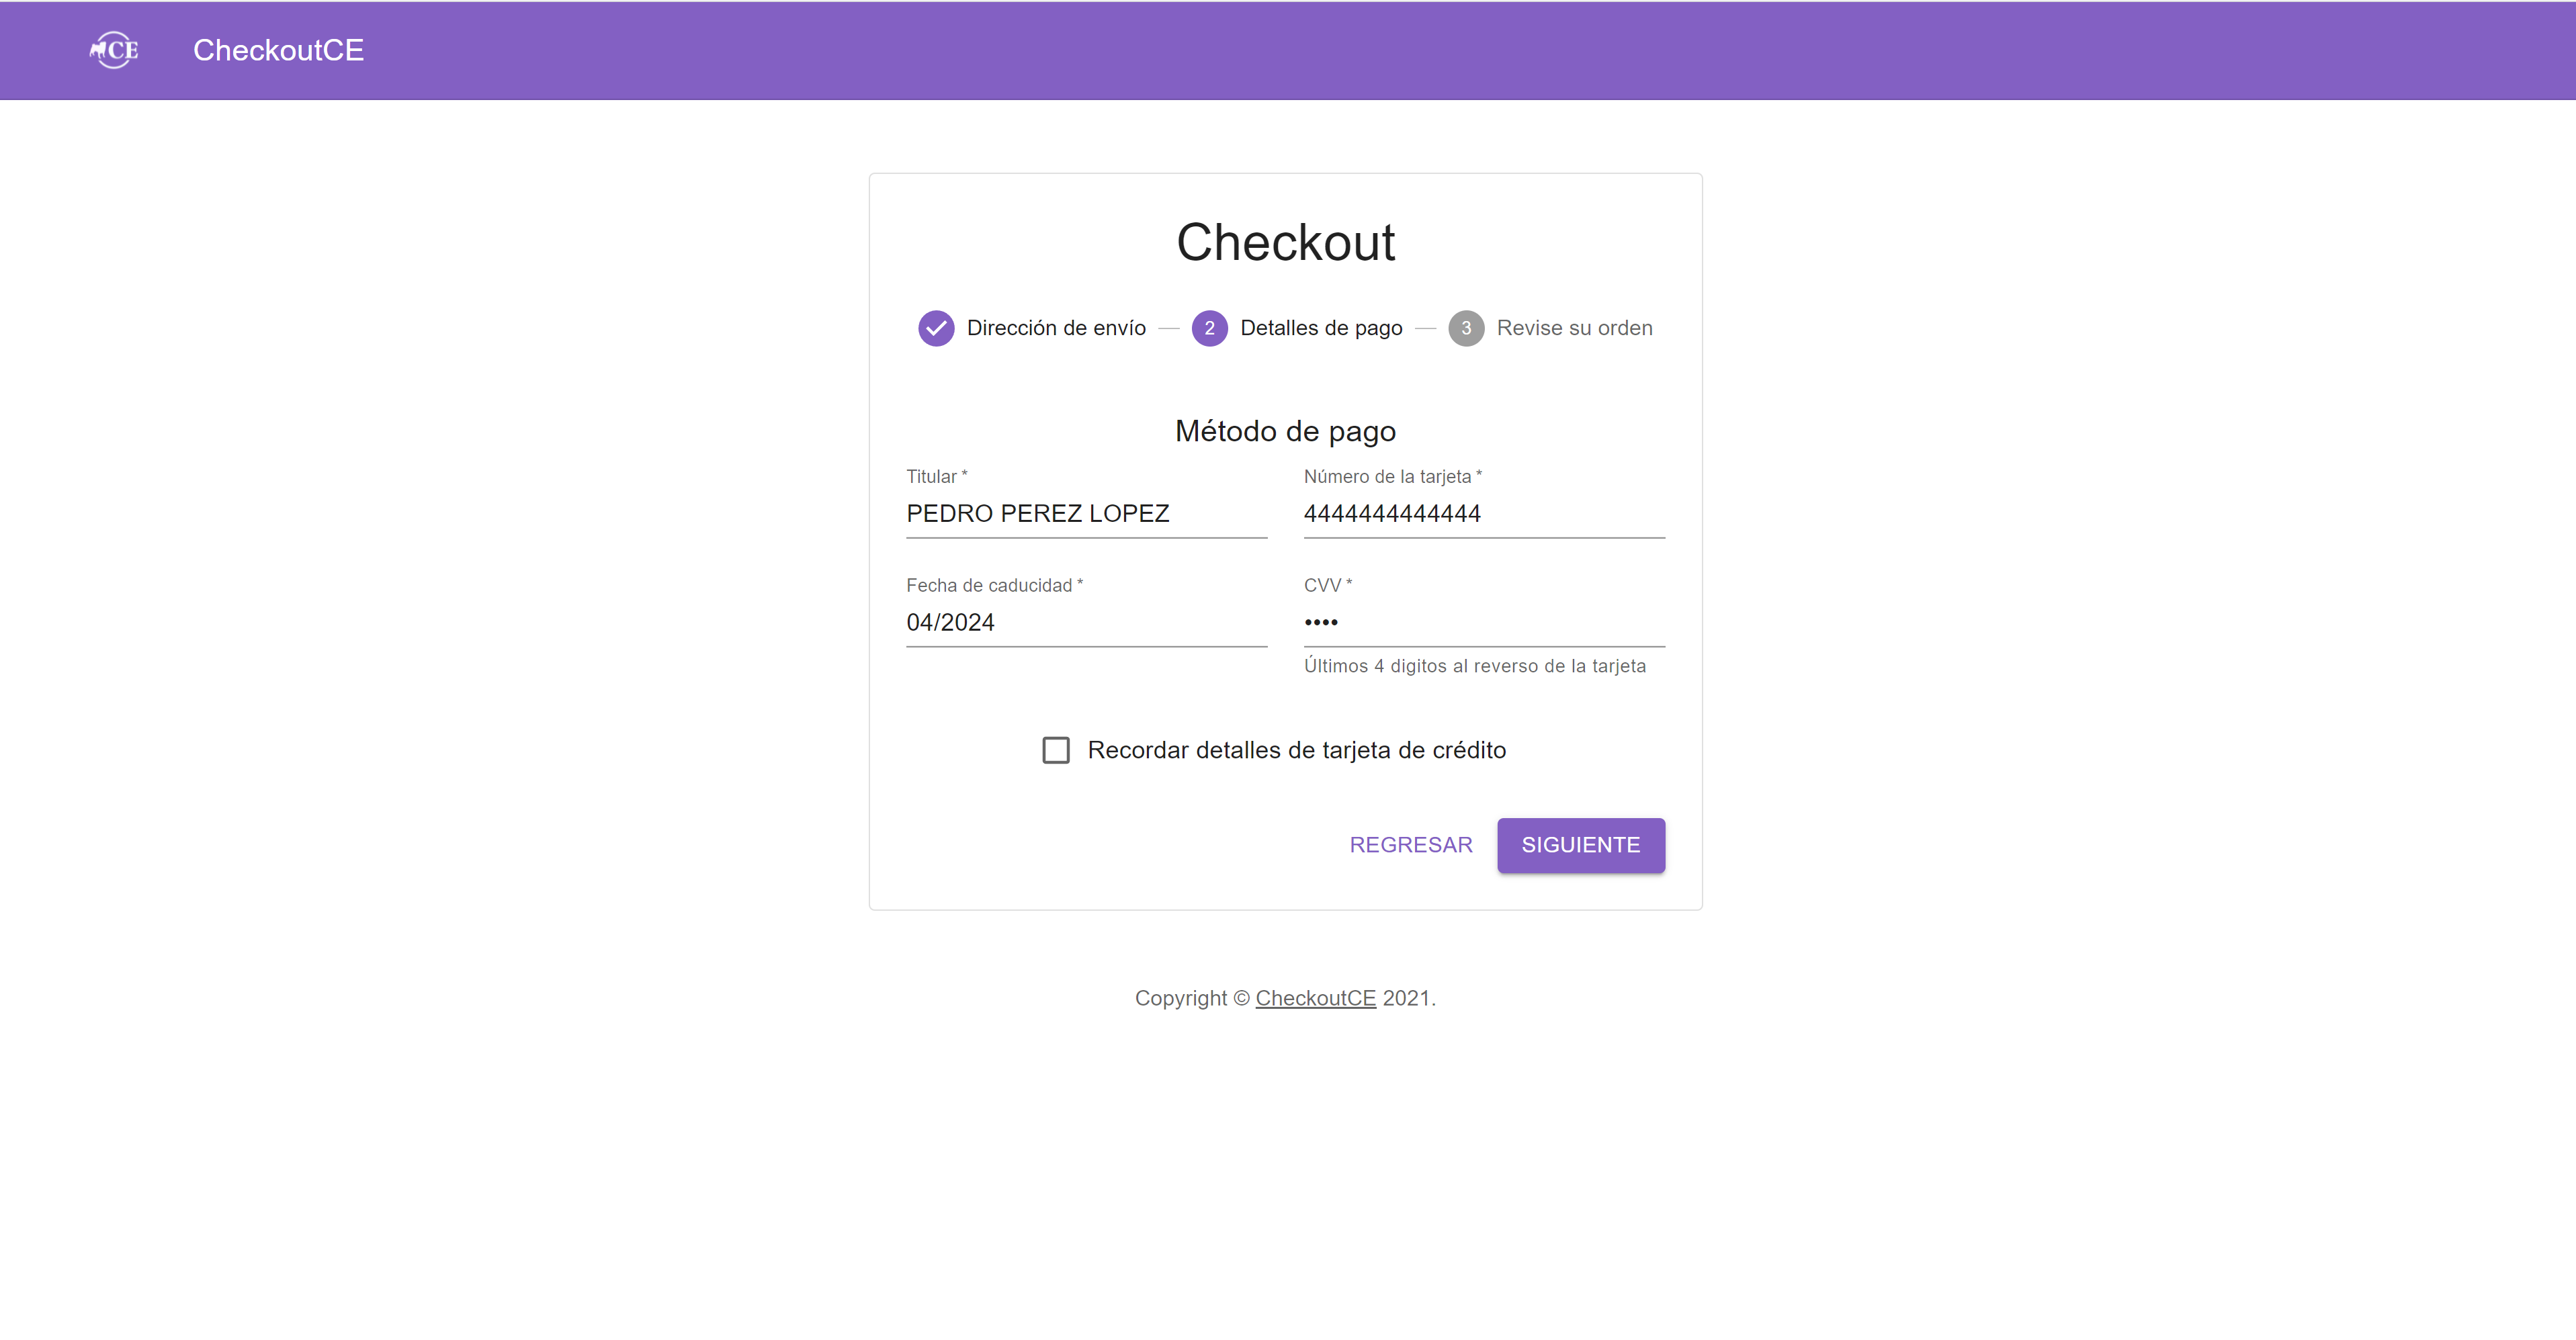 CE CheckoutCE
Checkout
Dirección de envío 2 Detalles de pago 3 Revise su orden
Método de pago
Titular * Número de la tarjeta *
PEDRO PEREZ LOPEZ 4444444444444
Fecha de caducidad * CVV *
04/2024 ••••
Últimos 4 digitos al reverso de la tarjeta
Recordar detalles de tarjeta de crédito
REGRESAR SIGUIENTE
Copyright © CheckoutCE 2021.